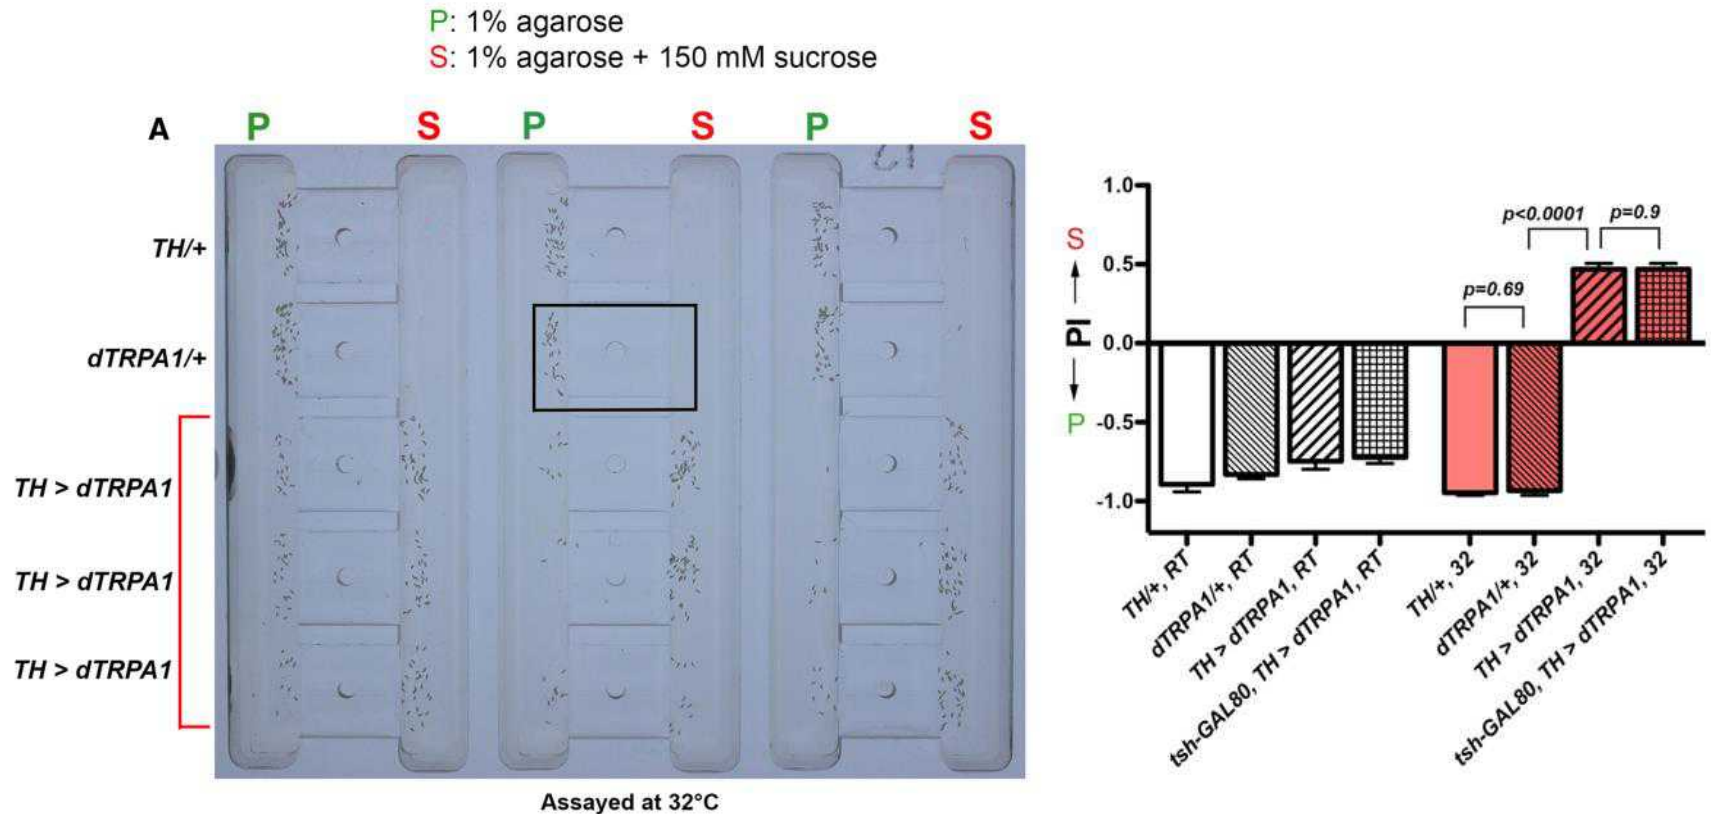 P: 1% agarose
S: 1% agarose + 150 mM sucrose
A
P S P S P S
TH/+
dTRPA1/+
TH > dTRPA1
TH > dTRPA1
TH > dTRPA1
Assayed at 32°C
1.0
0.5
0.0
-0.5
-1.0
S
PI
P
p=0.69
p<0.0001
p=0.9
TH/+, RT
dTRPA1/+, RT
TH > dTRPA1, RT
tsh-GAL80, TH > dTRPA1, RT
TH/+, 32
dTRPA1/+, 32
TH > dTRPA1, 32
tsh-GAL80, TH > dTRPA1, 32